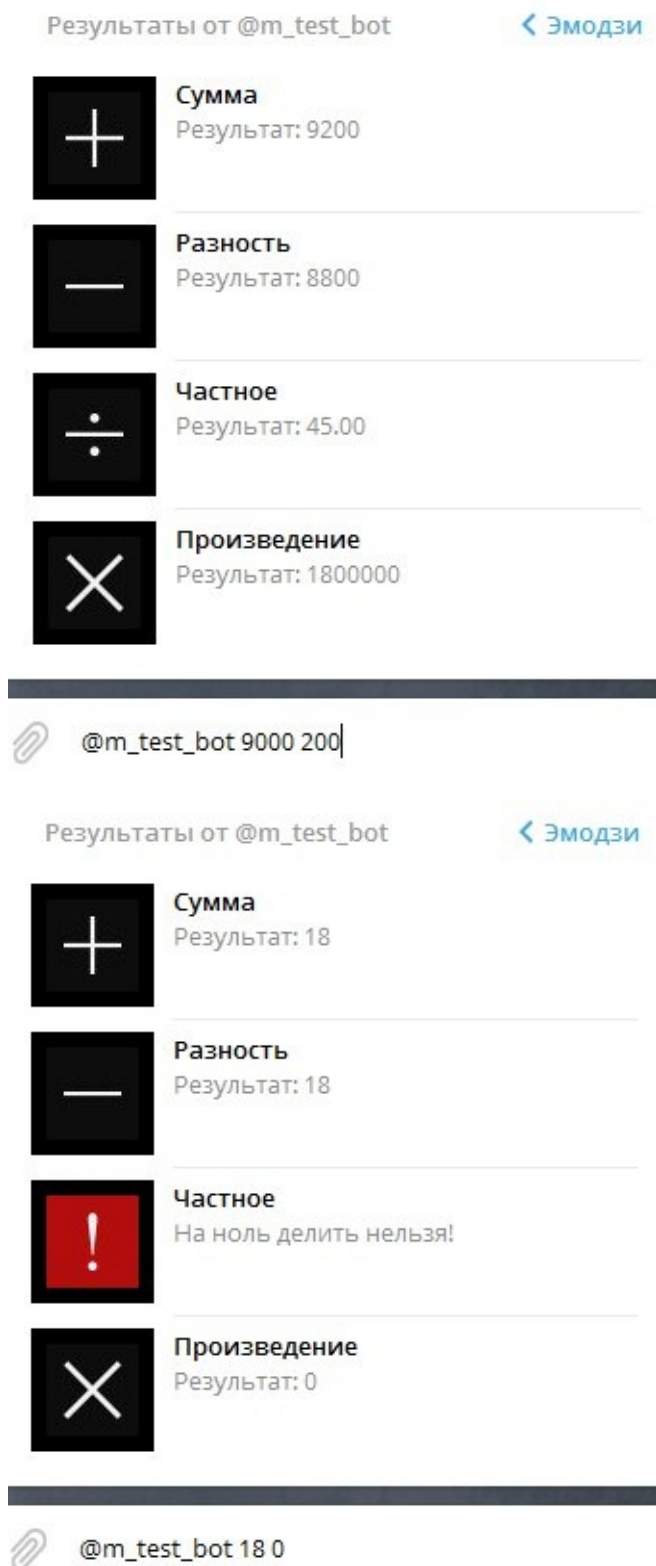 Результаты от @m_test_bot
Эмодзи
Сумма
Результат: 9200
Разность
Результат: 8800
Частное
Результат: 45.00
Произведение
Результат: 1800000
@m_test_bot 9000 200
Результаты от @m_test_bot
Эмодзи
Сумма
Результат: 18
Разность
Результат: 18
Частное
На ноль делить нельзя!
Произведение
Результат: 0
@m_test_bot 18 0